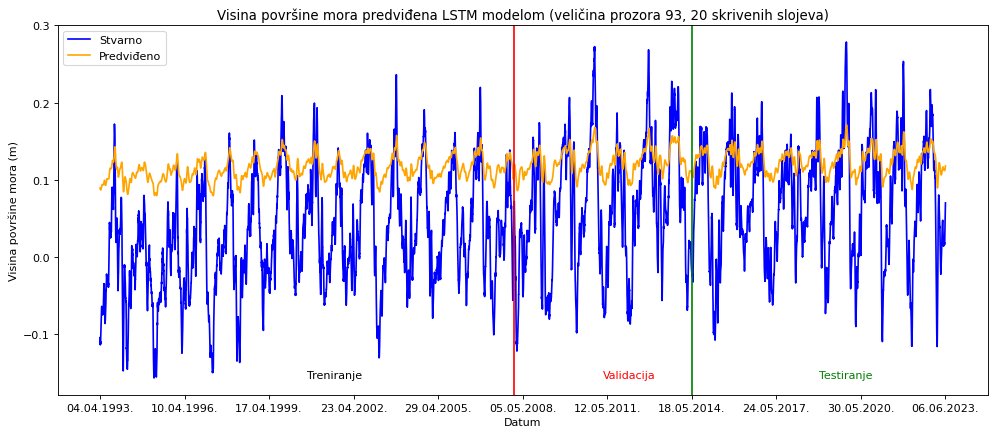 Visina površine mora predviđena LSTM modelom (veličina prozora 93, 20 skrivenih slojeva)
Stvarno
Predviđeno
Visina površine mora (m)
0.3
0.2
0.1
0.0
−0.1
Treniranje
Validacija
Testiranje
04.04.1993.
10.04.1996.
17.04.1999.
23.04.2002.
29.04.2005.
05.05.2008.
12.05.2011.
18.05.2014.
24.05.2017.
30.05.2020.
06.06.2023.
Datum